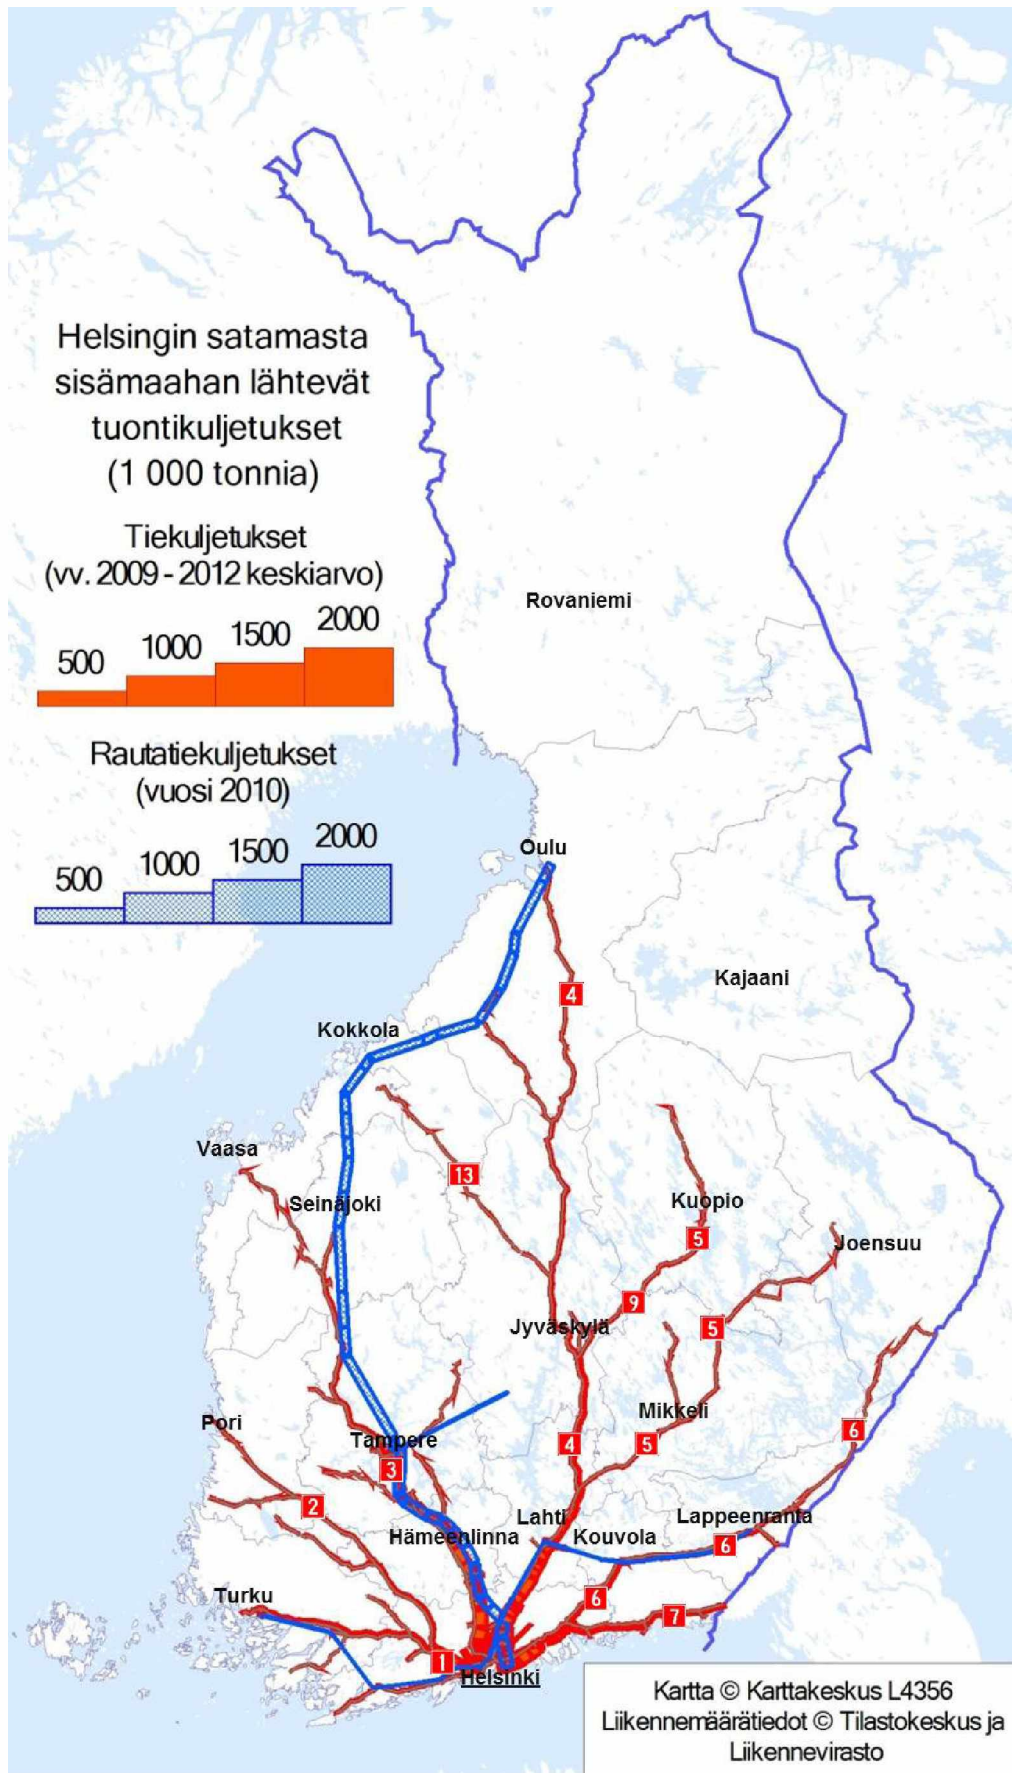 Helsingin satamasta
sisämaahan lähtevät
tuontikuljetukset
(1 000 tonnia)
Tiekuljetukset
(vv. 2009 - 2012 keskiarvo)
500 1000 1500 2000
Rautatiekuljetukset
(vuosi 2010)
500 1000 1500 2000
Rovaniemi
Oulu
Kajaani
4
Kokkola
Vaasa
13
Seinäjoki
Kuopio
5
Joensuu
9
Jyväskylä
5
Mikkeli
Pori
Tampere
6
4
5
3
2
Lahti
Lappeenranta
Hämeenlinna
Kouvola
6
Turku
6
7
1
Helsinki
Kartta © Karttakeskus L4356
Liikennemäärätiedot © Tilastokeskus ja
Liikennevirasto